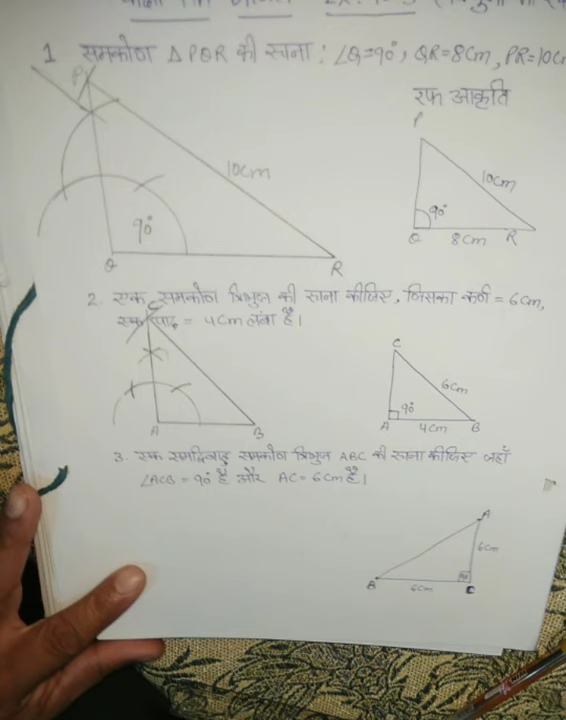 1 समकोण △PQR की रचना : ∠Q=90°, QR=8cm, PR=10c
रफ आकृति
P
10cm
90°
Q
R
P
10cm
90°
Q 8cm R
2. एक समकोण त्रिभुज की रचना कीजिए, जिसका कर्ण = 6cm,
एक = 4cm लंबा है।
C
A B
C
6cm
90°
A 4cm B
3. एक समद्विबाहु समकोण त्रिभुज ABC की रचना कीजिए जहाँ
∠ACB = 90° है और AC = 6cm है।
A
6cm
B 6cm C